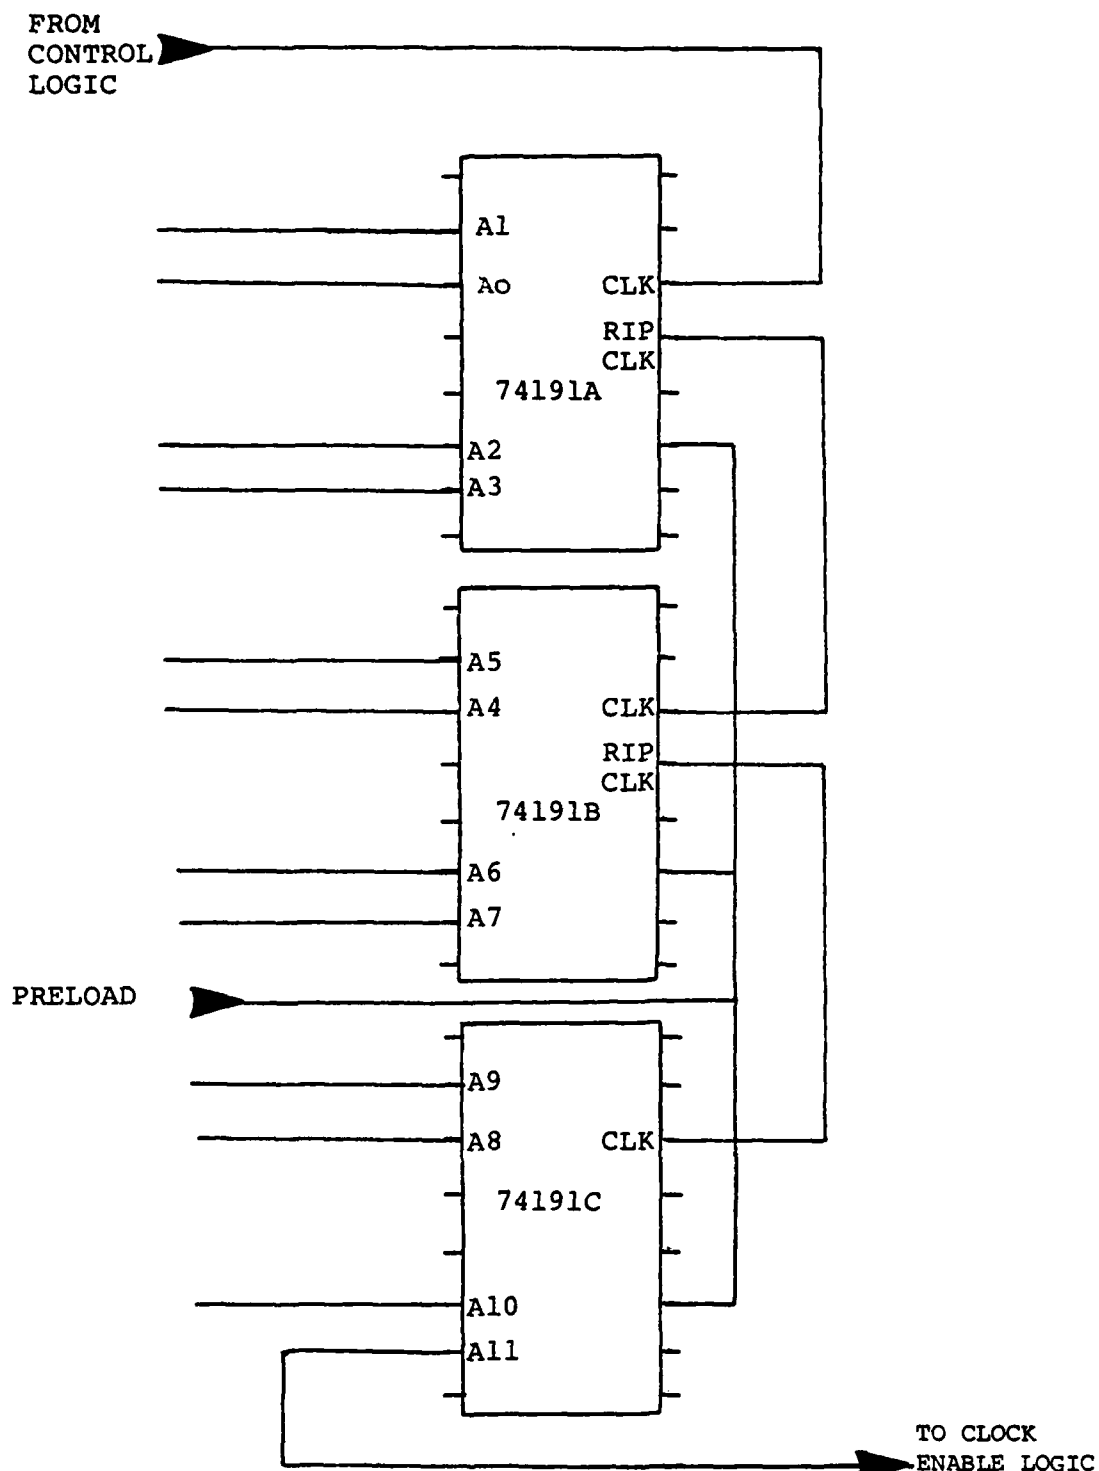 FROM
CONTROL
LOGIC
A1
Ao
CLK
RIP
CLK
74191A
A2
A3
A5
A4
CLK
RIP
CLK
74191B
A6
A7
PRELOAD
A9
A8
CLK
74191C
A10
A11
TO CLOCK
ENABLE LOGIC